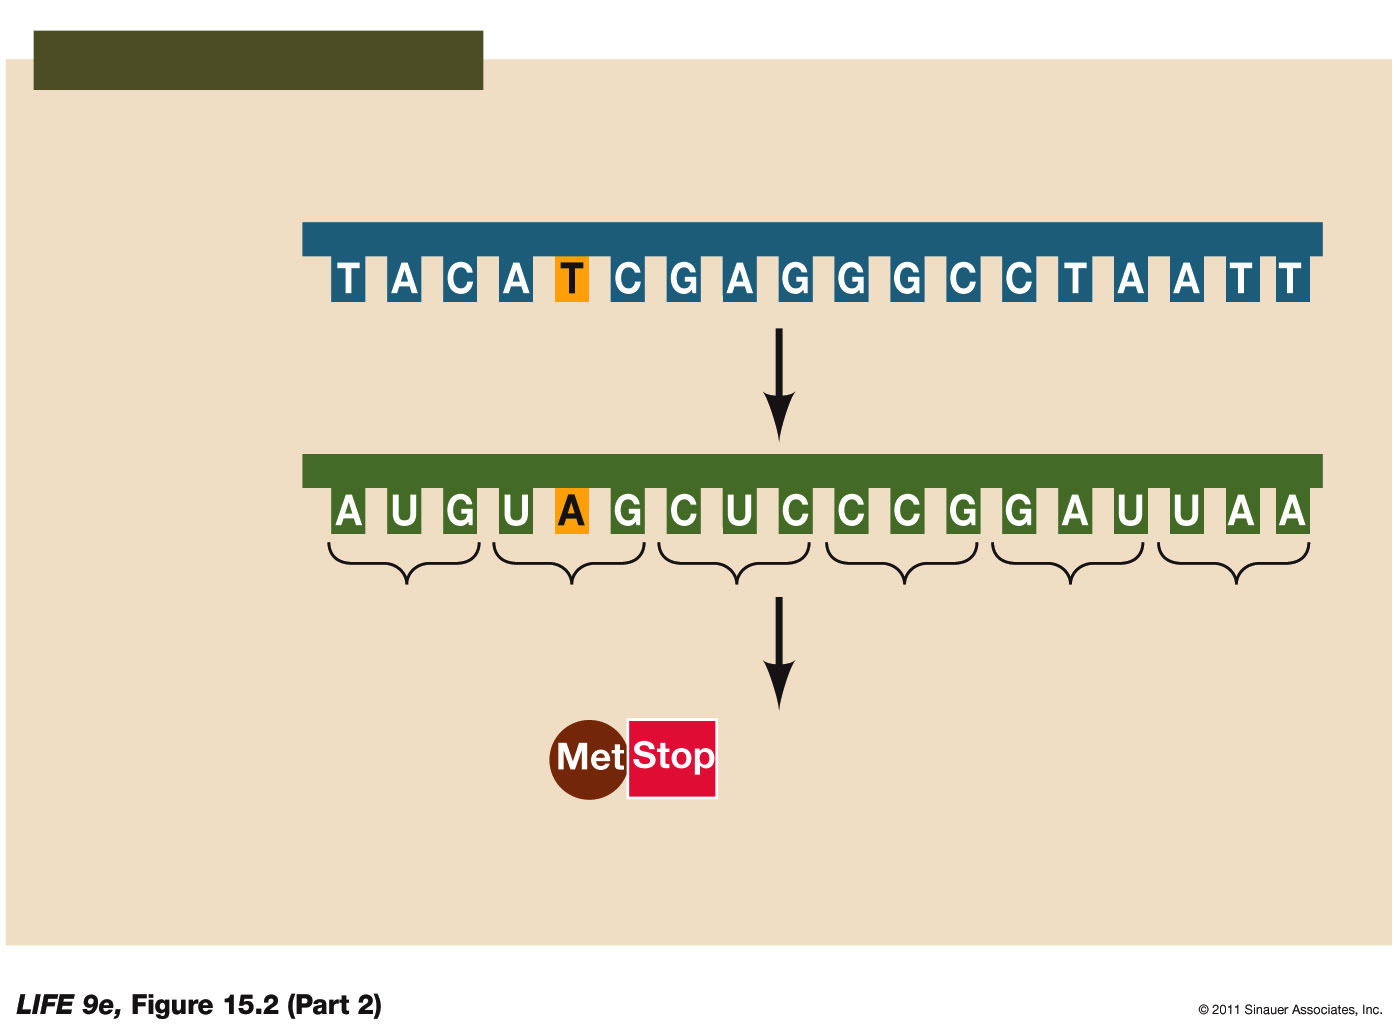 T A C A T C G A G G G C C T A A T T
A U G U A G C U C C C G G A U U A A
Met Stop
LIFE 9e, Figure 15.2 (Part 2)
© 2011 Sinauer Associates, Inc.